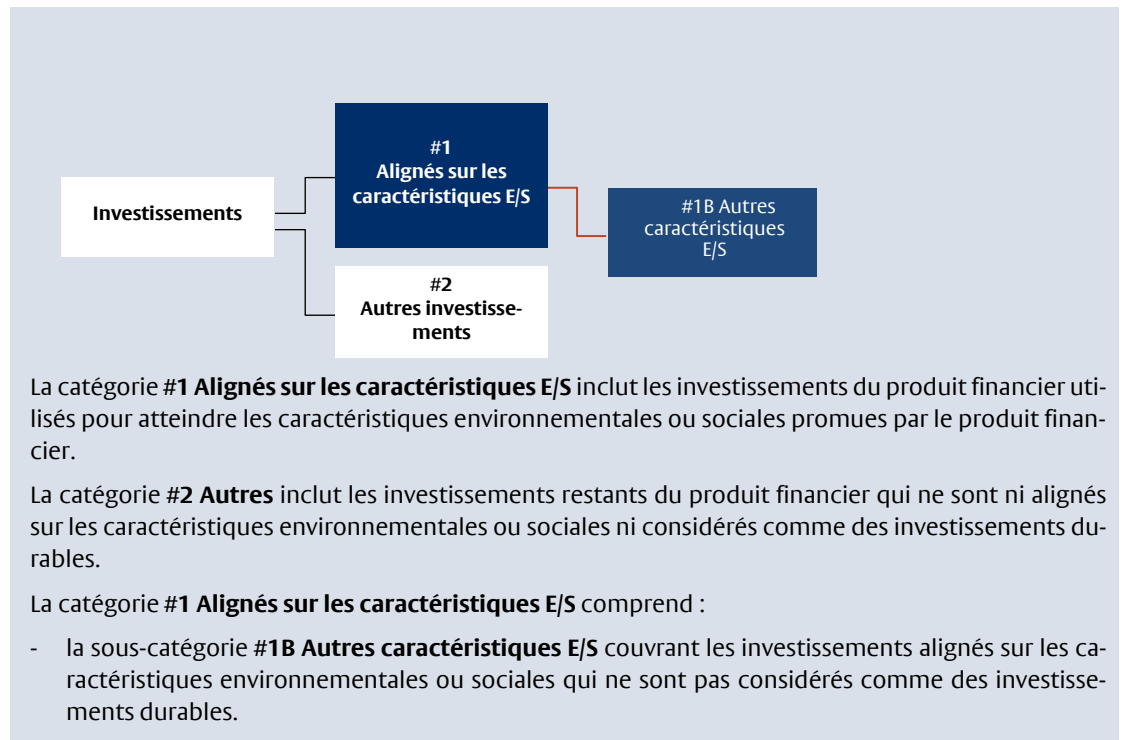 #1
Alignés sur les
caractéristiques E/S
Investissements
#1B Autres
caractéristiques
E/S
#2
Autres investisse-
ments
La catégorie #1 Alignés sur les caractéristiques E/S inclut les investissements du produit financier uti-
lisés pour atteindre les caractéristiques environnementales ou sociales promues par le produit finan-
cier.
La catégorie #2 Autres inclut les investissements restants du produit financier qui ne sont ni alignés
sur les caractéristiques environnementales ou sociales ni considérés comme des investissements du-
rables.
La catégorie #1 Alignés sur les caractéristiques E/S comprend :
- la sous-catégorie #1B Autres caractéristiques E/S couvrant les investissements alignés sur les ca-
ractéristiques environnementales ou sociales qui ne sont pas considérés comme des investisse-
ments durables.